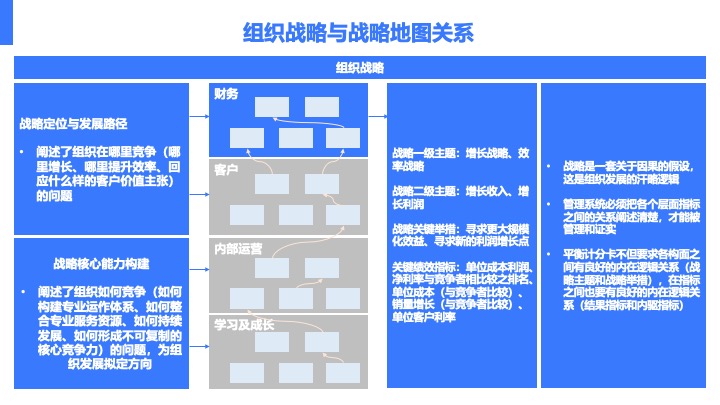 组织战略与战略地图关系
组织战略
战略定位与发展路径
• 阐述了组织在哪里竞争（哪
里增长、哪里提升效率、回
应什么样的客户价值主张）
的问题
战略核心能力构建
• 阐述了组织如何竞争（如何
构建专业运作体系、如何整
合专业服务资源、如何持续
发展、如何形成不可复制的
核心竞争力）的问题，为组
织发展拟定方向
财务
客户
内部运营
学习及成长
战略一级主题：增长战略、效
率战略
战略二级主题：增长收入、增
长利润
战略关键举措：寻求更大规模
化效益、寻求新的利润增长点
关键绩效指标：单位成本利润、
净利率与竞争者相比较之排名、
单位成本（与竞争者比较）、
销量增长（与竞争者比较）、
单位客户利率
• 战略是一套关于因果的假设，
这是组织发展的汗略逻辑
• 管理系统必须把各个层面指标
之间的关系阐述清楚，才能被
管理和证实
• 平衡计分卡不但要求各构面之
间有良好的内在逻辑关系（战
略主题和战略举措），在指标
之间也要有良好的内在逻辑关
系（结果指标和内驱指标）